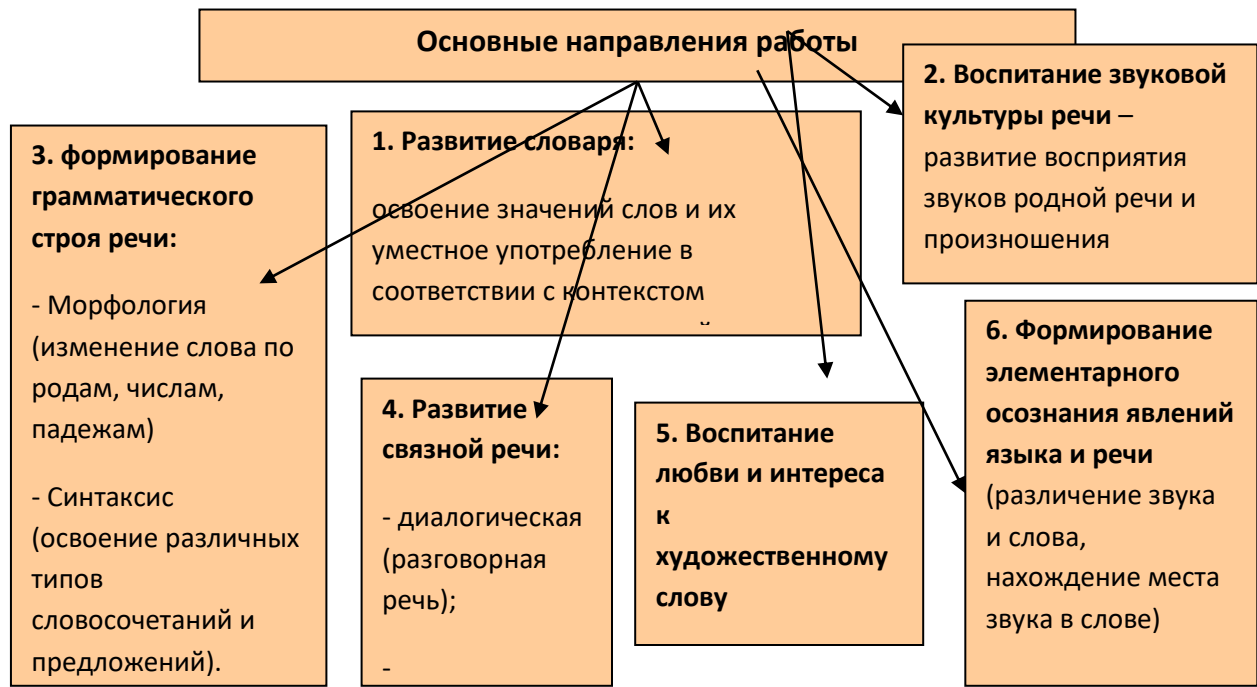 Основные направления работы
1. Развитие словаря:
освоение значений слов и их
уместное употребление в
соответствии с контекстом
2. Воспитание звуковой
культуры речи –
развитие восприятия
звуков родной речи и
произношения
3. формирование
грамматического
строя речи:
- Морфология
(изменение слова по
родам, числам,
падежам)
- Синтаксис
(освоение различных
типов
словосочетаний и
предложений).
4. Развитие
связной речи:
- диалогическая
(разговорная
речь);
-
5. Воспитание
любви и интереса
к
художественному
слову
6. Формирование
элементарного
осознания явлений
языка и речи
(различение звука
и слова,
нахождение места
звука в слове)